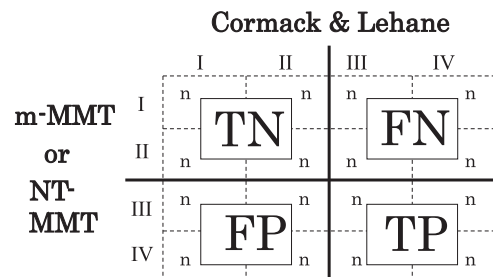 Cormack & Lehane
I II III IV
I n n n n
m-MMT TN FN
or II n n n n
NT-
MMT III n n n n
FP TP
IV n n n n